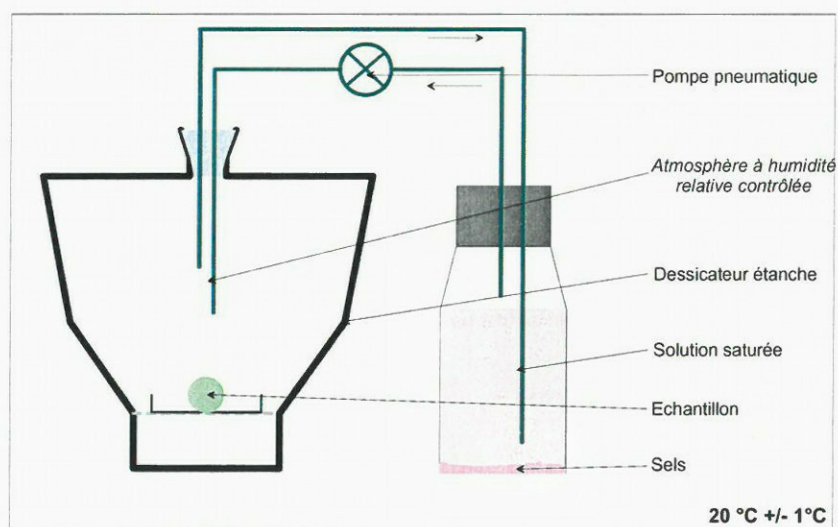 Pompe pneumatique
Atmosphère à humidité
relative contrôlée
Dessicateur étanche
Solution saturée
Echantillon
Sels
20 °C +/- 1°C